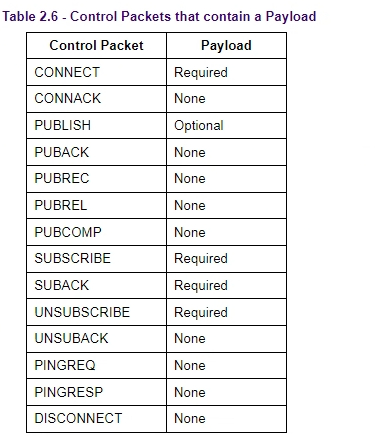 Table 2.6 - Control Packets that contain a Payload
Control Packet Payload
CONNECT Required
CONNACK None
PUBLISH Optional
PUBACK None
PUBREC None
PUBREL None
PUBCOMP None
SUBSCRIBE Required
SUBACK Required
UNSUBSCRIBE Required
UNSUBACK None
PINGREQ None
PINGRESP None
DISCONNECT None